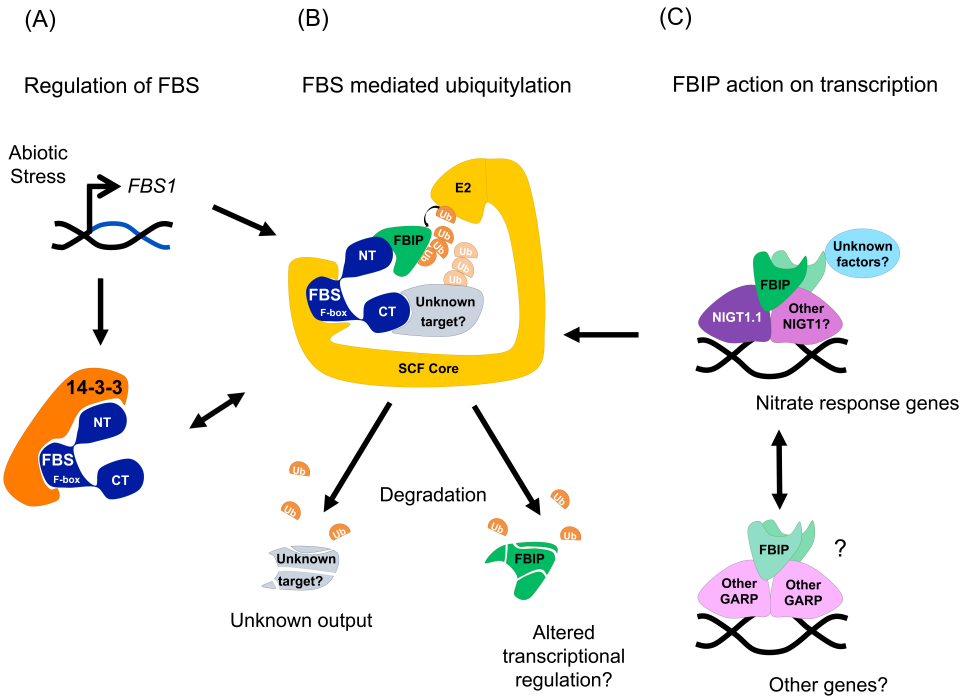 (A)
Regulation of FBS
Abiotic
Stress
FBS1
14-3-3
NT
FBS
F-box
CT
(B)
FBS mediated ubiquitylation
E2
Ub
FBIP
Ub
Ub
Ub
NT
Ub
Ub
Ub
FBS
F-box
CT
Unknown
target?
SCF Core
Degradation
Ub
Ub
Ub
Unknown
target?
Unknown output
Ub
Ub
Ub
FBIP
Altered
transcriptional
regulation?
(C)
FBIP action on transcription
Unknown
factors?
FBIP
NIGT1.1
Other
NIGT1?
Nitrate response genes
FBIP
?
Other
GARP
Other
GARP
Other genes?